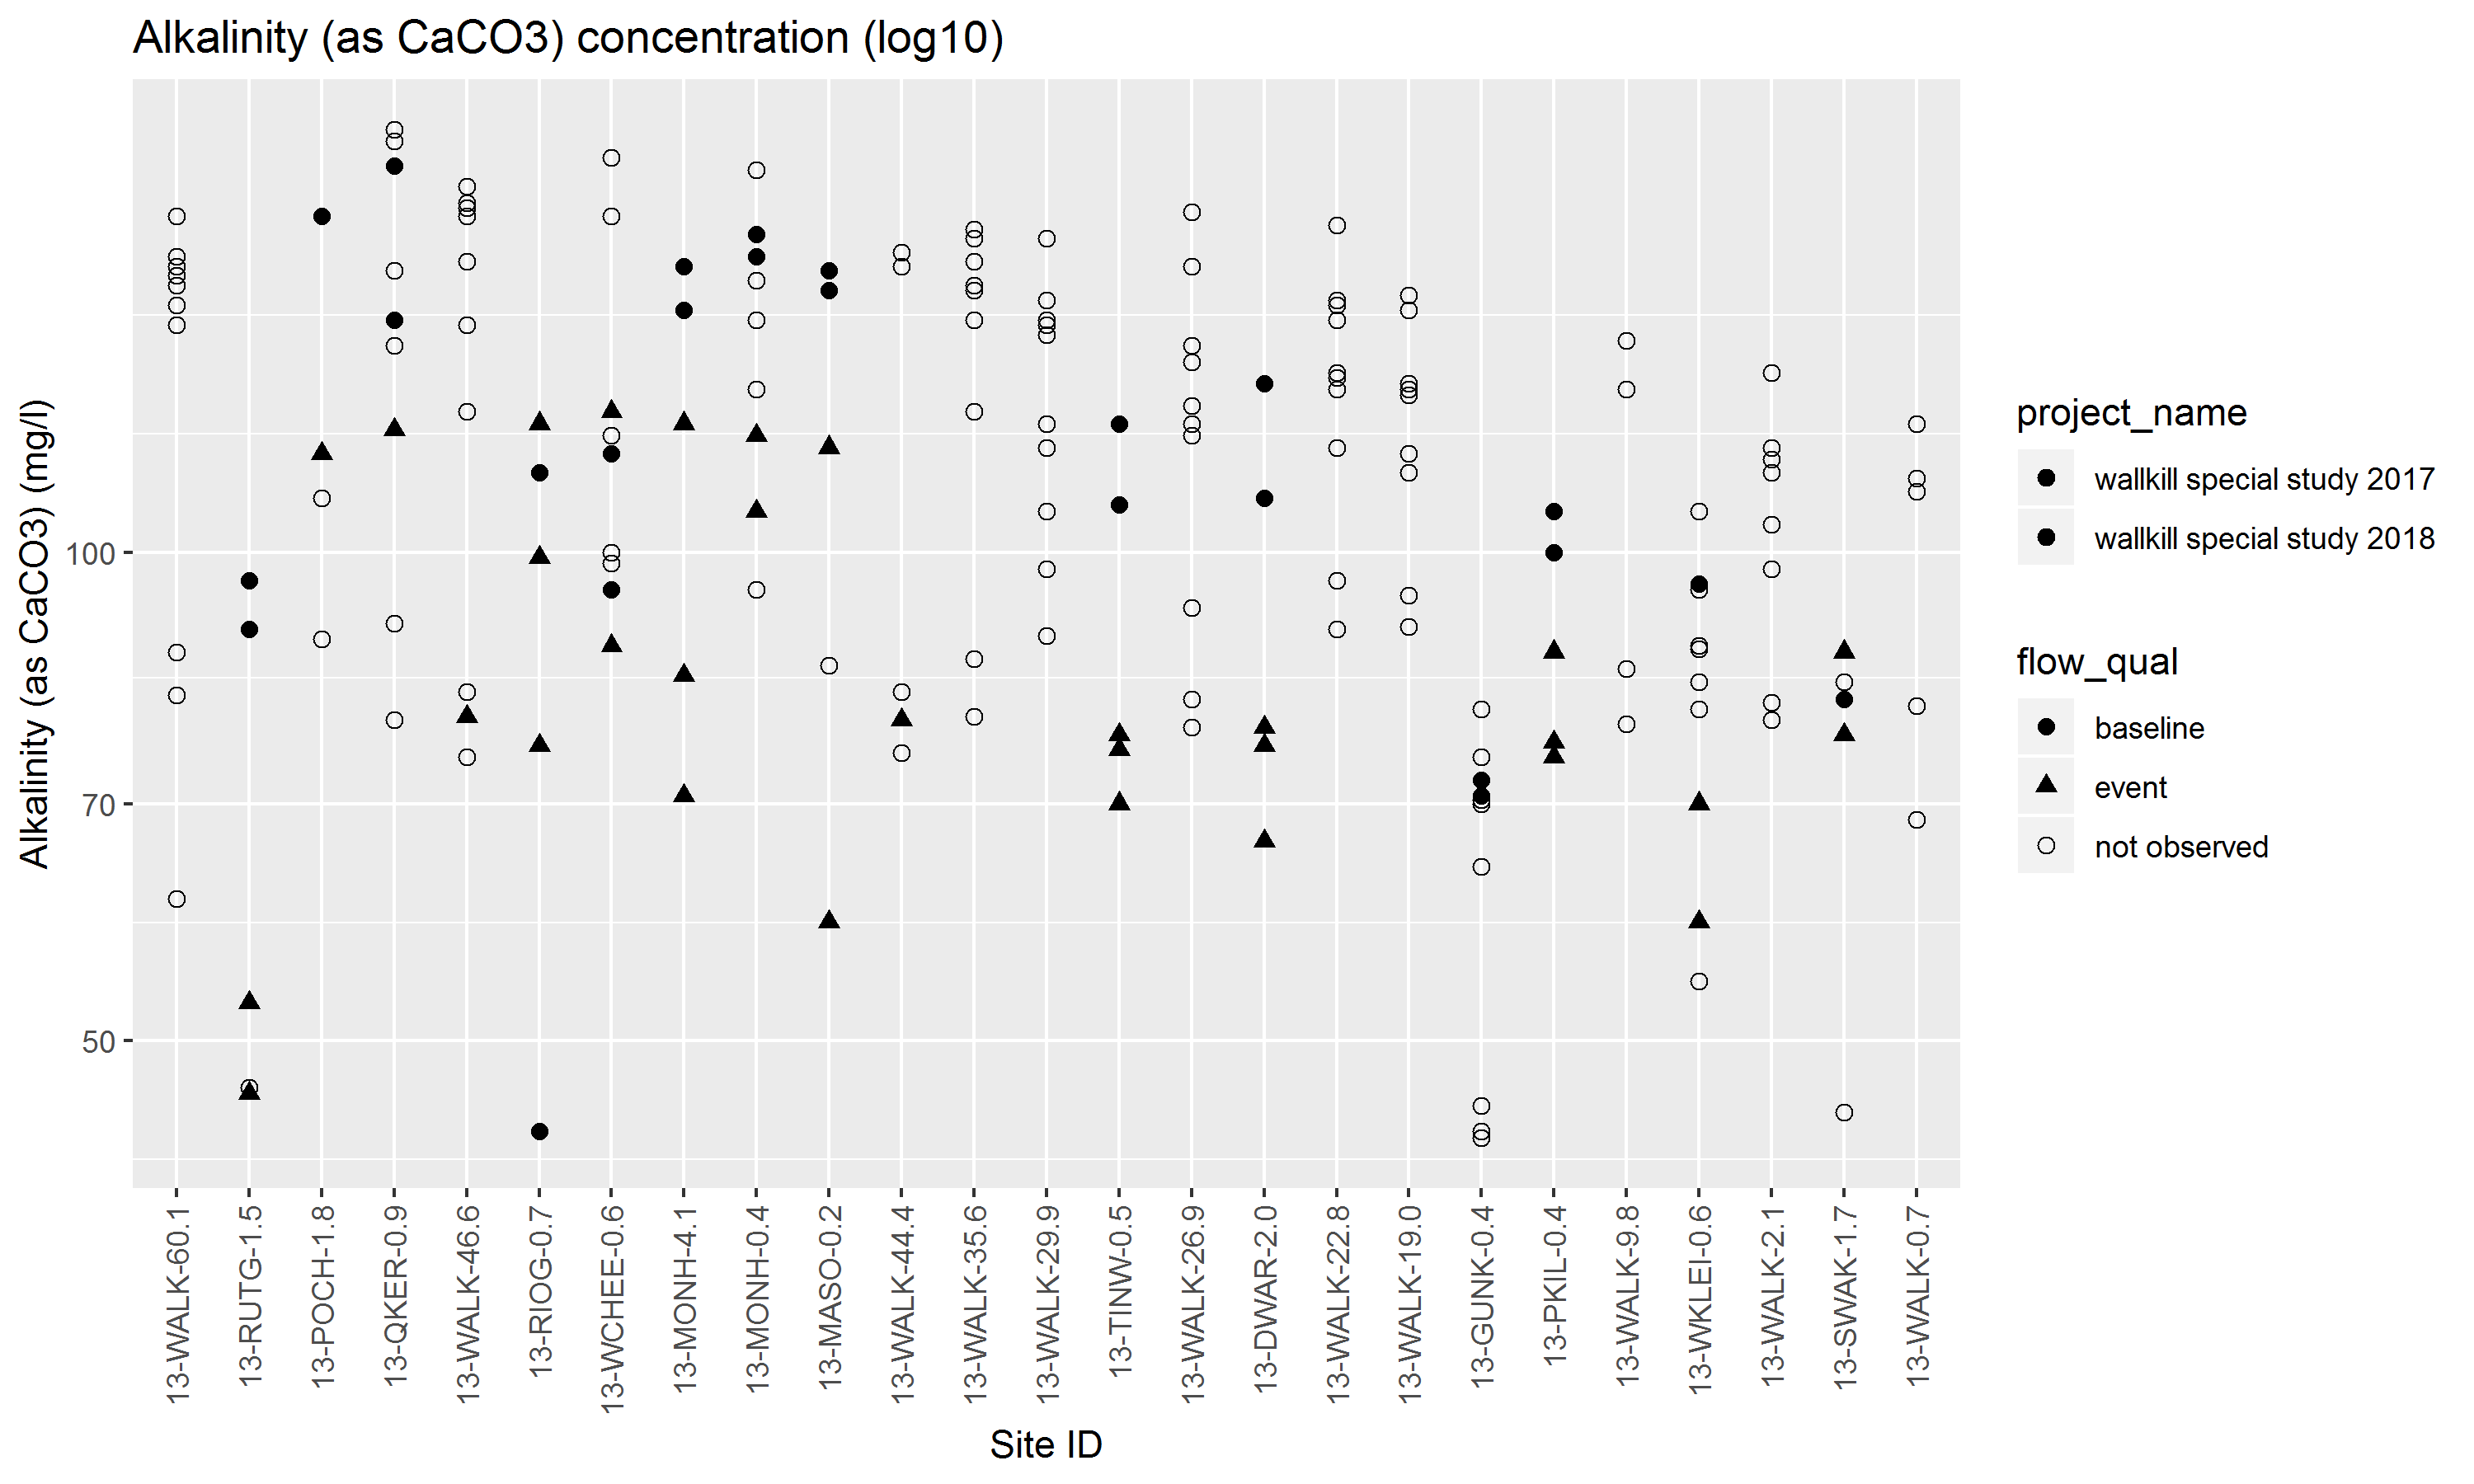 Alkalinity (as CaCO3) concentration (log10)
Alkalinity (as CaCO3) (mg/l)
100
70
50
13-WALK-60.1
13-RUTG-1.5
13-POCH-1.8
13-QKER-0.9
13-WALK-46.6
13-RIOG-0.7
13-WCHEE-0.6
13-MONH-4.1
13-MONH-0.4
13-MASO-0.2
13-WALK-44.4
13-WALK-35.6
13-WALK-29.9
13-TINW-0.5
13-WALK-26.9
13-DWAR-2.0
13-WALK-22.8
13-WALK-19.0
13-GUNK-0.4
13-PKIL-0.4
13-WALK-9.8
13-WKLEI-0.6
13-WALK-2.1
13-SWAK-1.7
13-WALK-0.7
Site ID
project_name
wallkill special study 2017
wallkill special study 2018
flow_qual
baseline
event
not observed